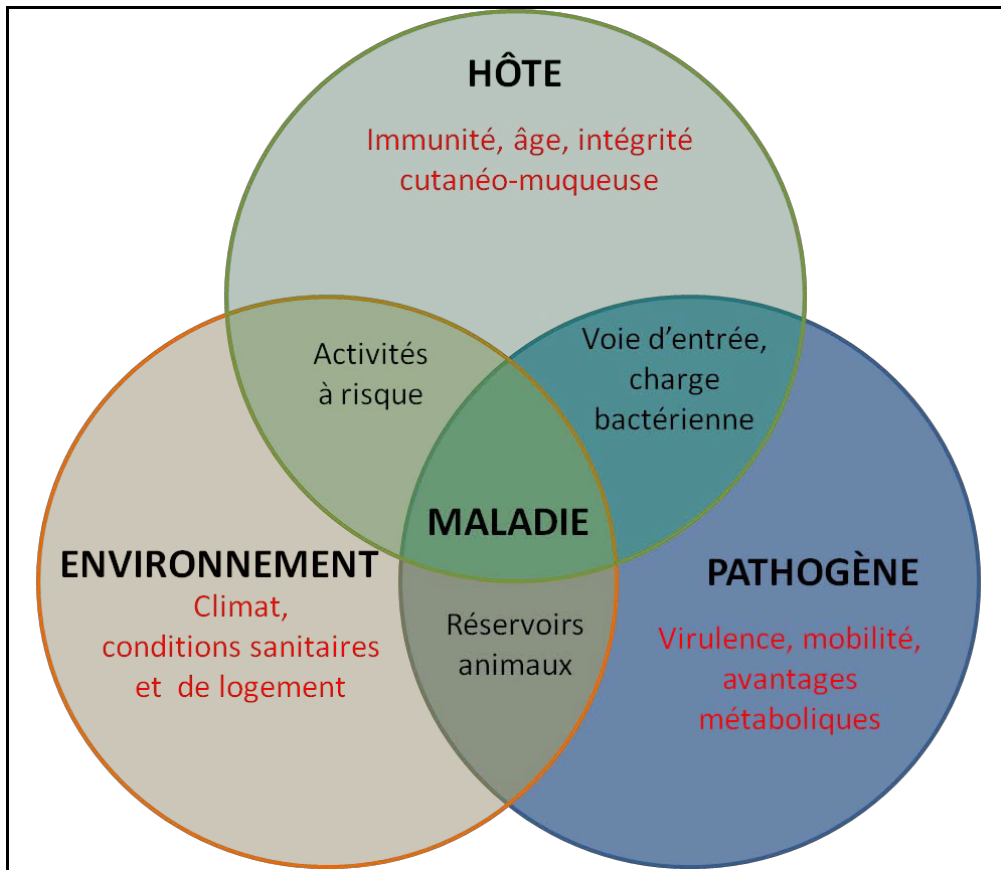 HÔTE
Immunité, âge, intégrité
cutanéo-muqueuse
Activités
à risque
Voie d’entrée,
charge
bactérienne
MALADIE
ENVIRONNEMENT
Climat,
conditions sanitaires
et de logement
Réservoirs
animaux
PATHOGÈNE
Virulence, mobilité,
avantages
métaboliques